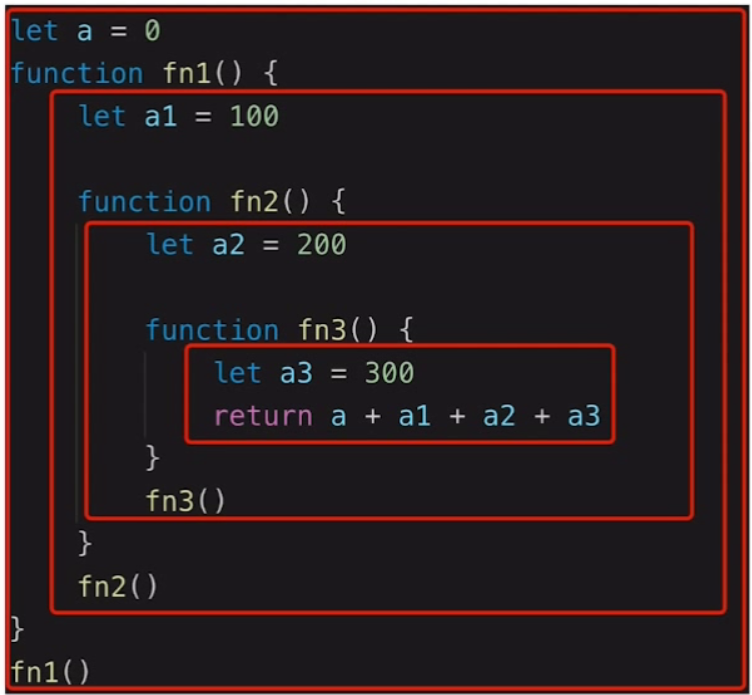 let a = 0
function fn1() {
    let a1 = 100

    function fn2() {
        let a2 = 200

        function fn3() {
            let a3 = 300
            return a + a1 + a2 + a3
        }
        fn3()
    }
    fn2()
}
fn1()